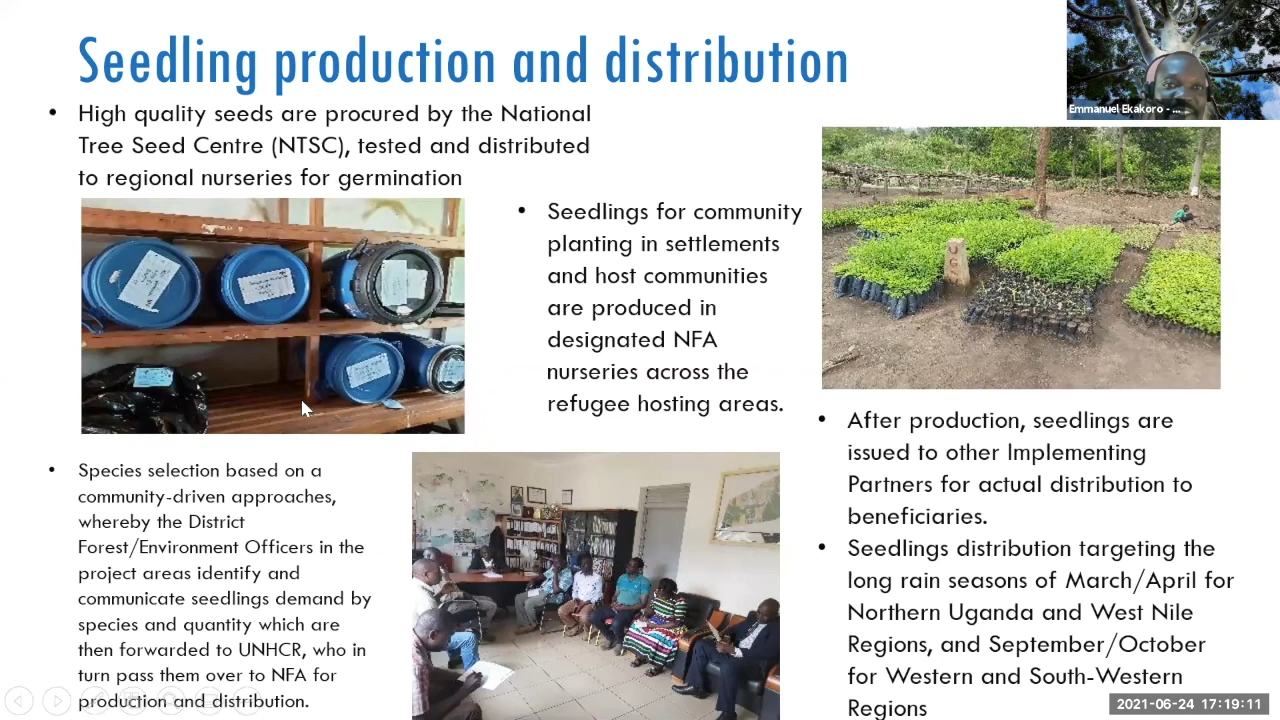 Seedling production and distribution
Emmanuel Ekakoro - ...
• High quality seeds are procured by the National
Tree Seed Centre (NTSC), tested and distributed
to regional nurseries for germination
• Seedlings for community
planting in settlements
and host communities
are produced in
designated NFA
nurseries across the
refugee hosting areas.
UGS
• Species selection based on a
community-driven approaches,
whereby the District
Forest/Environment Officers in the
project areas identify and
communicate seedlings demand by
species and quantity which are
then forwarded to UNHCR, who in
turn pass them over to NFA for
production and distribution.
• After production, seedlings are
issued to other Implementing
Partners for actual distribution to
beneficiaries.
• Seedlings distribution targeting the
long rain seasons of March/April for
Northern Uganda and West Nile
Regions, and September/October
for Western and South-Western
Regions
2021-06-24 17:19:11